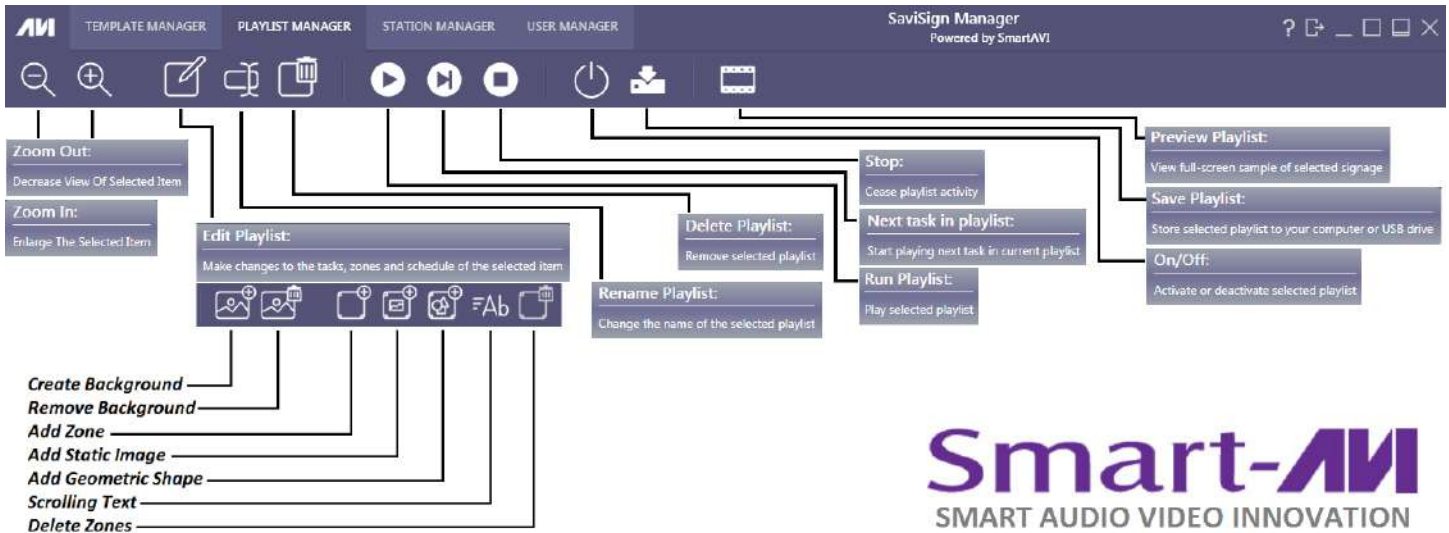 AVI
TEMPLATE MANAGER
PLAYLIST MANAGER
STATION MANAGER
USER MANAGER
SaviSign Manager
Powered by SmartAVI
?
Zoom Out:
Decrease View Of Selected Item
Zoom In:
Enlarge The Selected Item
Edit Playlist:
Make changes to the tasks, zones and schedule of the selected item
Ab
Rename Playlist:
Change the name of the selected playlist
Delete Playlist:
Remove selected playlist
Stop:
Cease playlist activity
Next task in playlist:
Start playing next task in current playlist
Run Playlist:
Play selected playlist
Preview Playlist:
View full-screen sample of selected signage
Save Playlist:
Store selected playlist to your computer or USB drive
On/Off:
Activate or deactivate selected playlist
Create Background
Remove Background
Add Zone
Add Static Image
Add Geometric Shape
Scrolling Text
Delete Zones
Smart-AVI
SMART AUDIO VIDEO INNOVATION